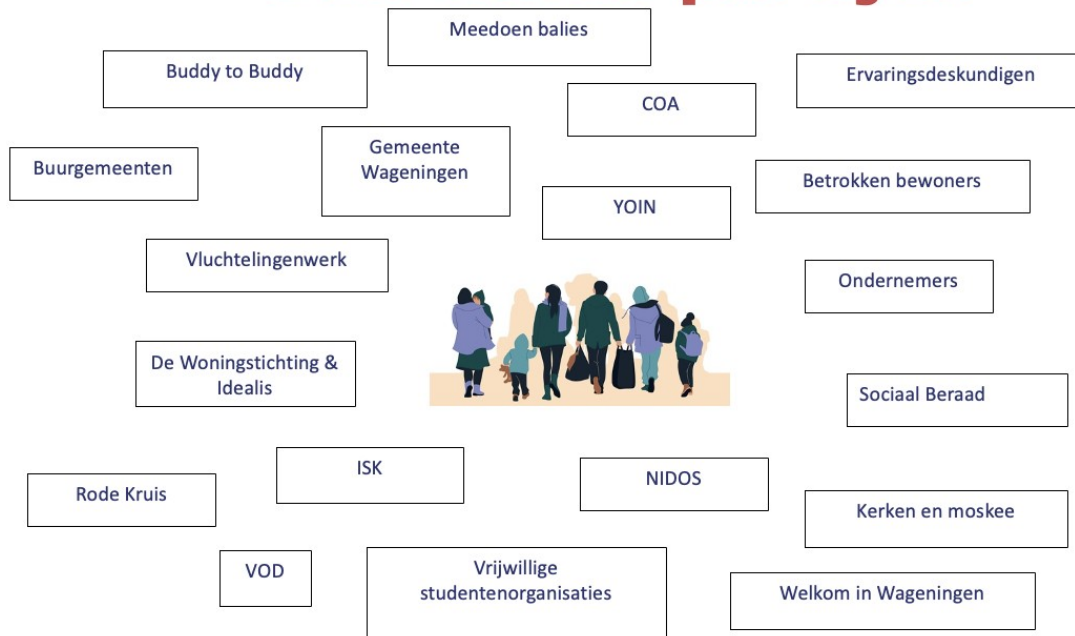 Meedoen balies
Buddy to Buddy
Ervaringsdeskundigen
COA
Gemeente
Wageningen
Buurgemeenten
Betrokken bewoners
YOIN
Vluchtelingenwerk
Ondernemers
De Woningstichting &
Idealis
Sociaal Beraad
ISK
NIDOS
Rode Kruis
Kerken en moskee
VOD
Vrijwillige
studentenorganisaties
Welkom in Wageningen